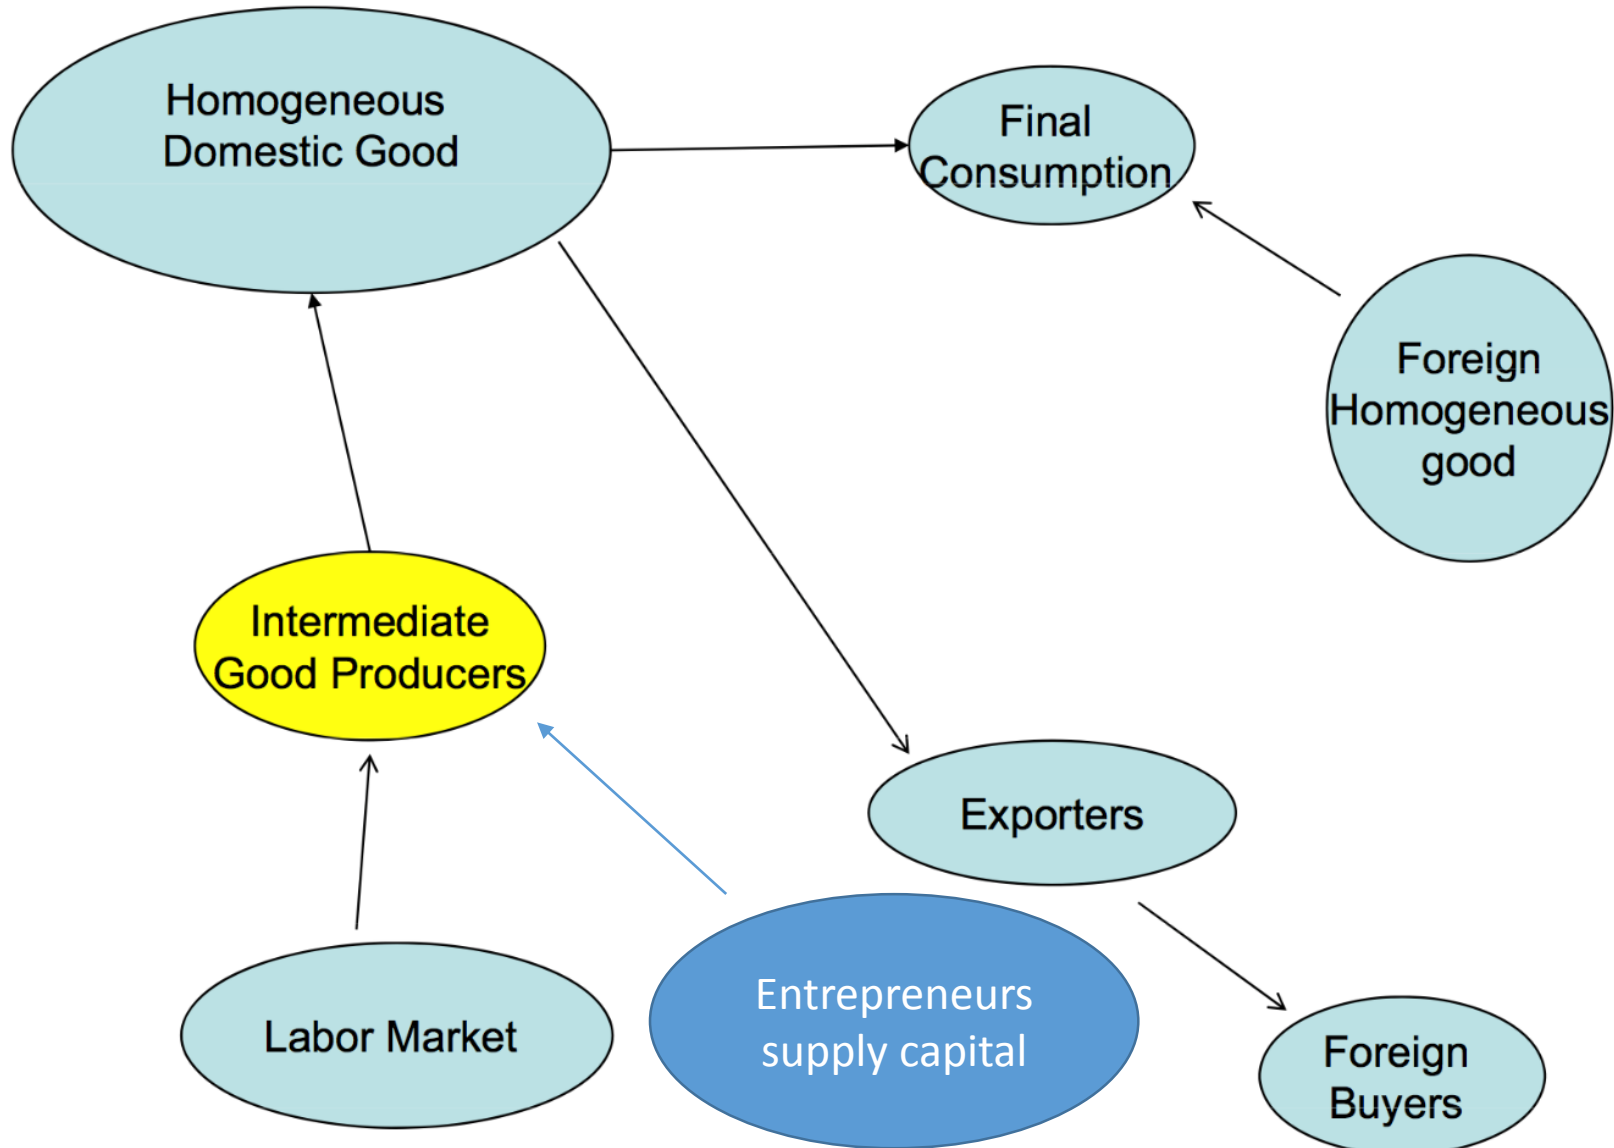 Homogeneous
Domestic Good
Final
Consumption
Foreign
Homogeneous
good
Intermediate
Good Producers
Exporters
Entrepreneurs
supply capital
Labor Market
Foreign
Buyers